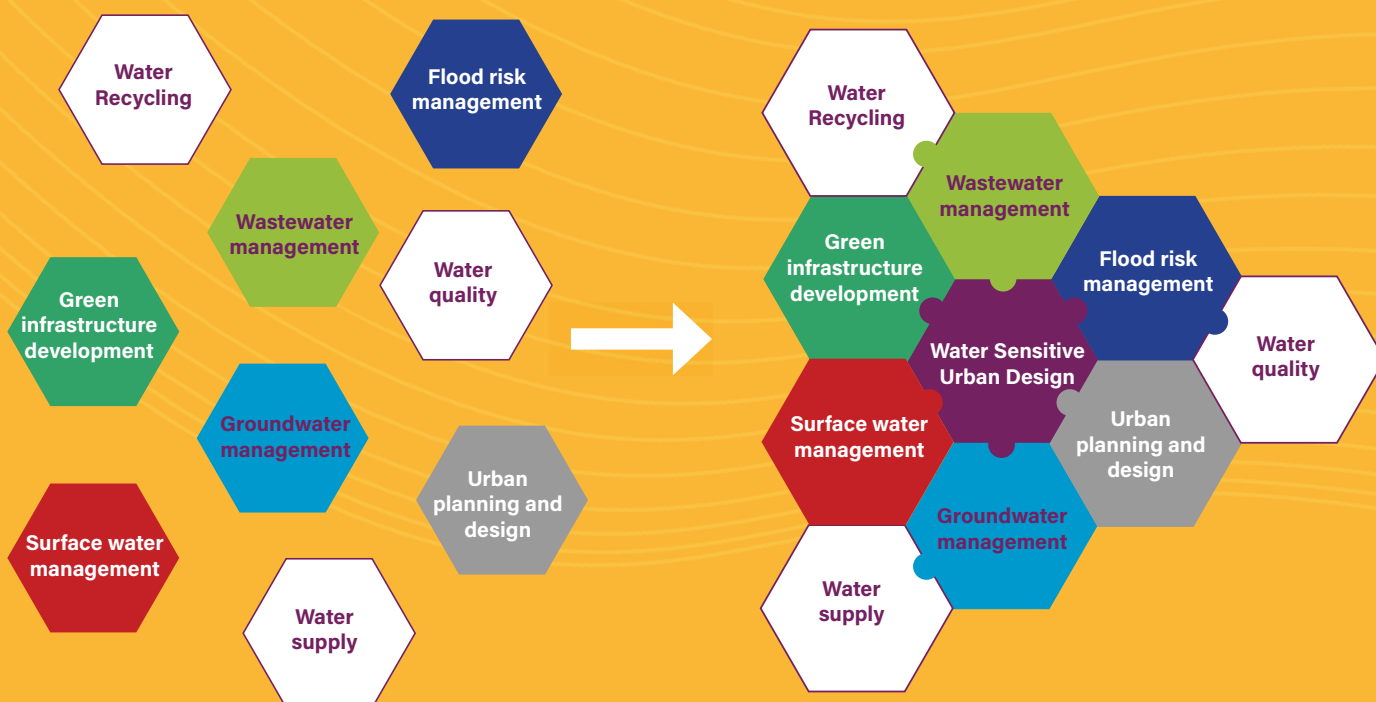 Water
Recycling
Flood risk
management
Wastewater
management
Water
quality
Green
infrastructure
development
Groundwater
management
Urban
planning and
design
Surface water
management
Water
supply
Water
Recycling
Wastewater
management
Green
infrastructure
development
Flood risk
management
Water Sensitive
Urban Design
Water
quality
Surface water
management
Urban
planning and
design
Groundwater
management
Water
supply